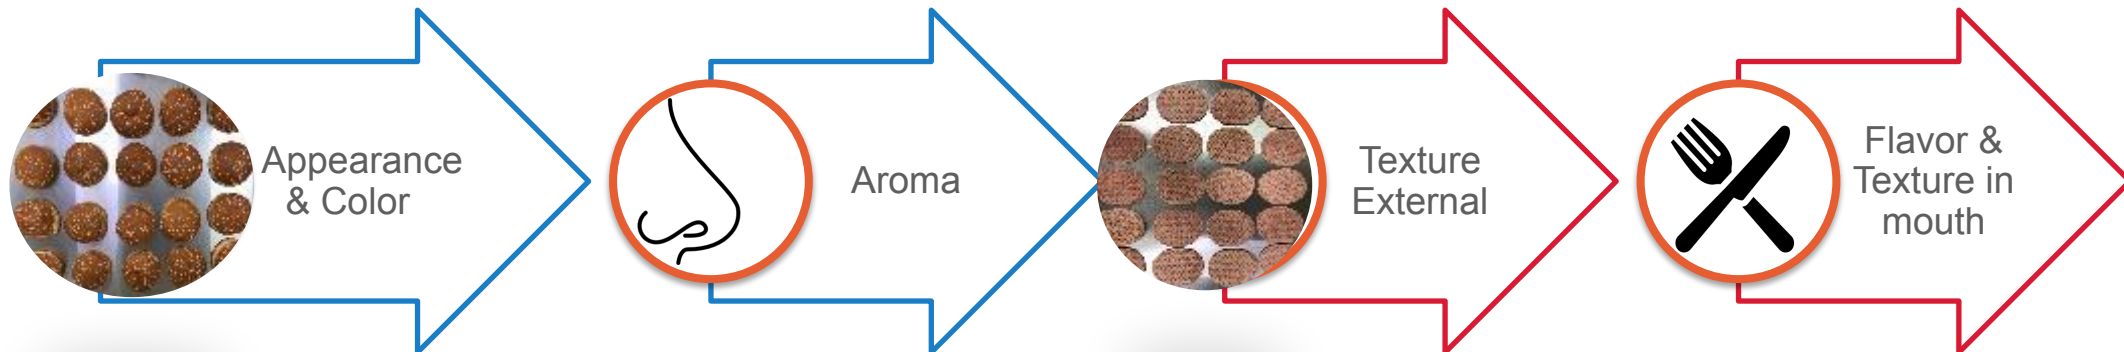 Appearance
& Color
Aroma
Texture
External
Flavor &
Texture in
mouth